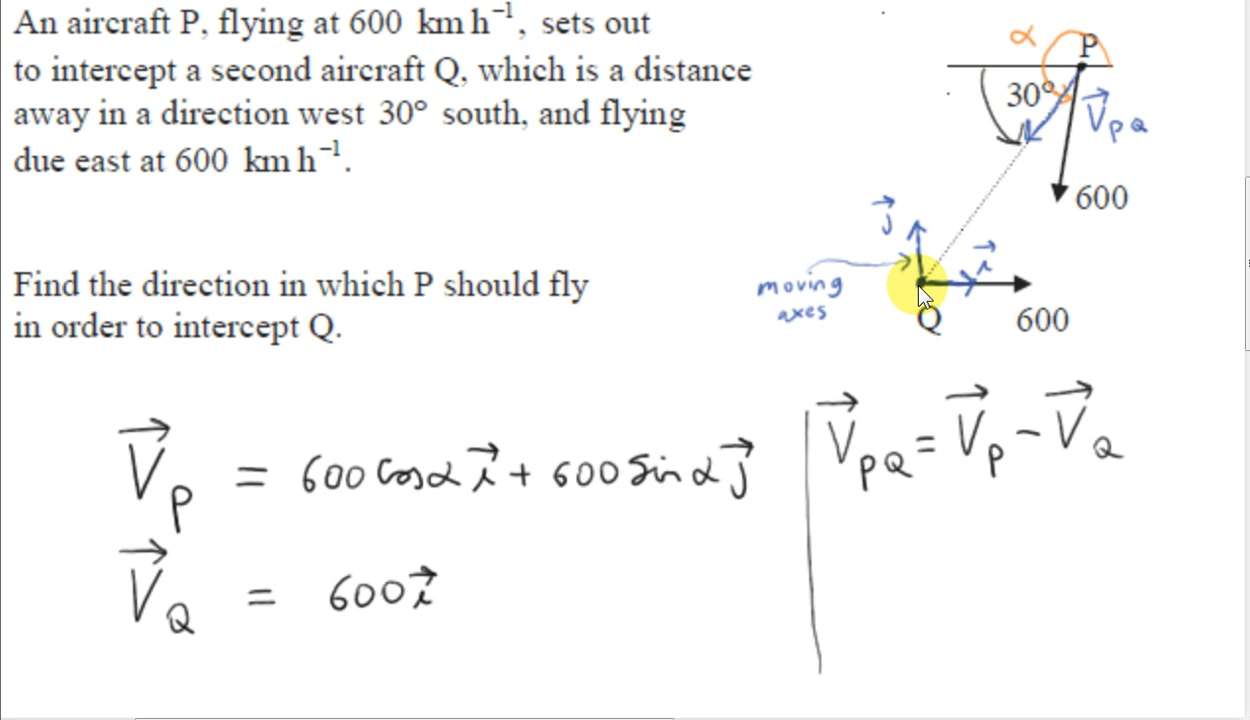 An aircraft P, flying at 600 km h⁻¹, sets out
to intercept a second aircraft Q, which is a distance
away in a direction west 30° south, and flying
due east at 600 km h⁻¹.
Find the direction in which P should fly
in order to intercept Q.
α
P
30°
V⃗PQ
600
j⃗
i⃗
moving
axes
Q
600
V⃗P = 600 Cosα i⃗ + 600 Sinα j⃗
V⃗Q = 600 i⃗
V⃗PQ = V⃗P − V⃗Q